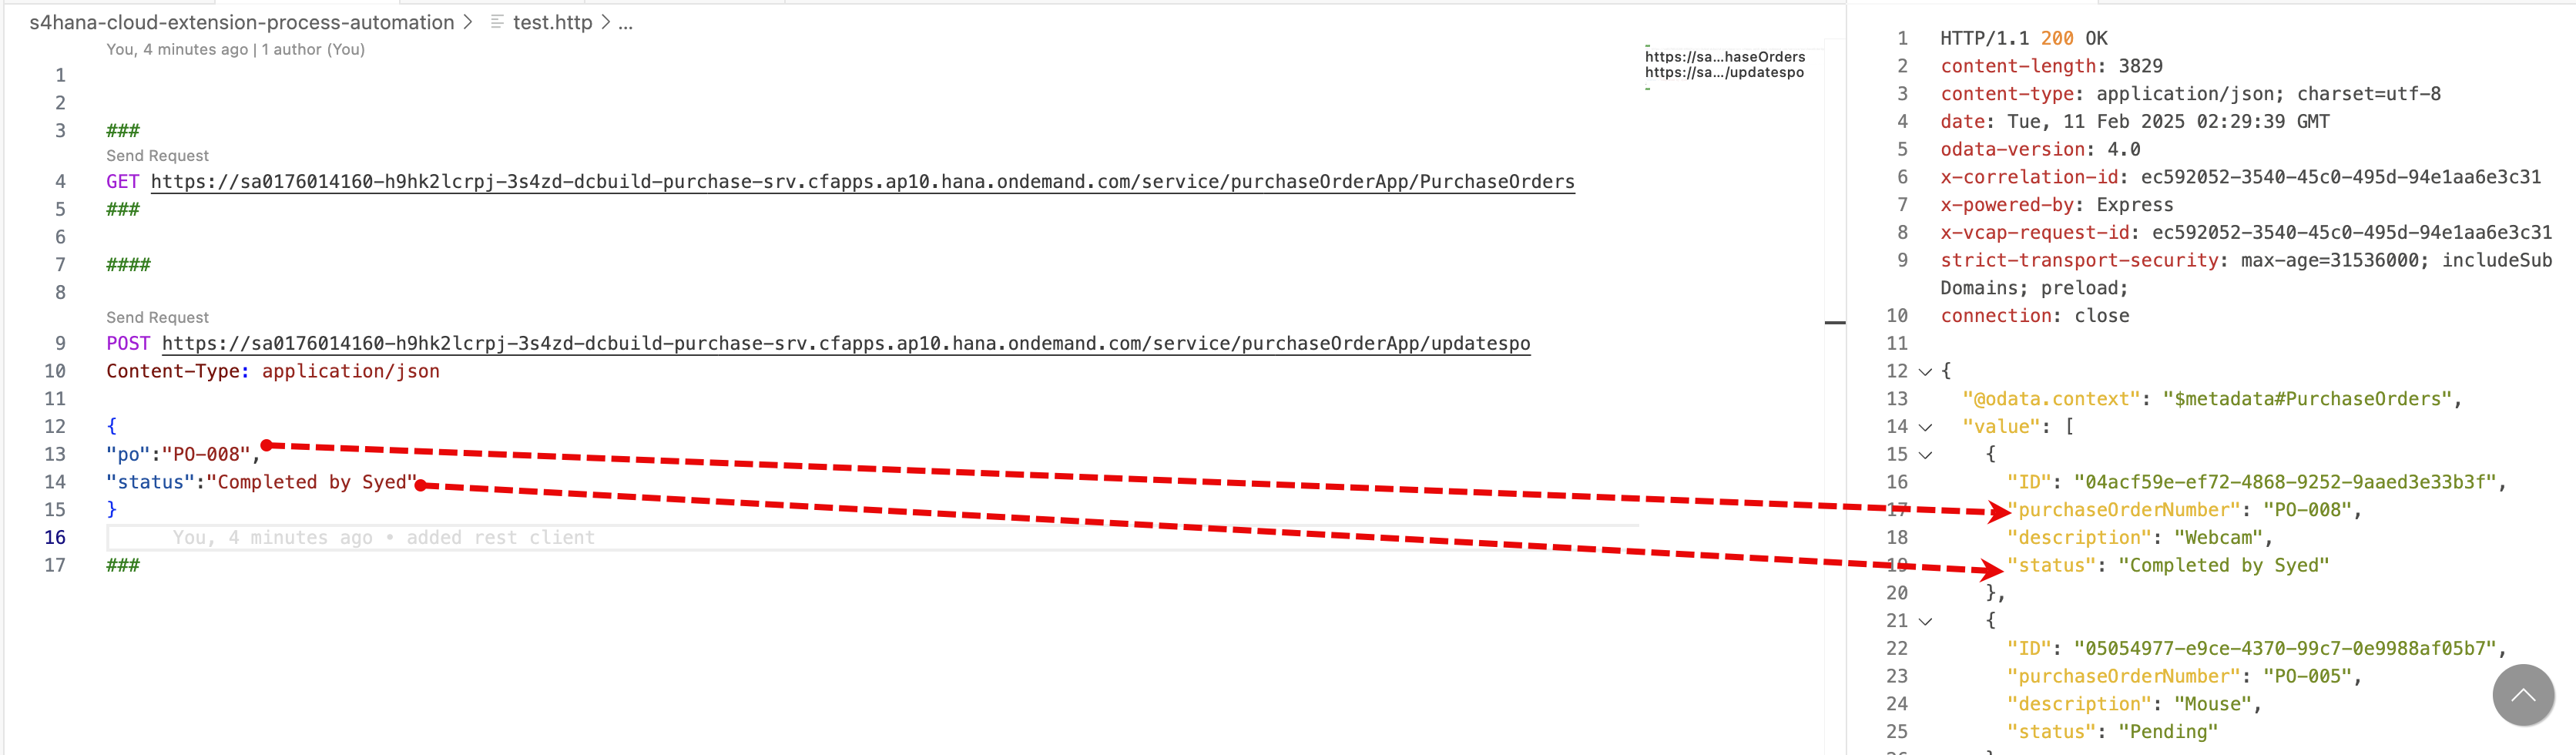 s4hana-cloud-extension-process-automation > test.http > ...
You, 4 minutes ago | 1 author (You)
1
2
3 ###
Send Request
4 GET https://sa0176014160-h9hk2lcrpj-3s4zd-dcbuild-purchase-srv.cfapps.ap10.hana.ondemand.com/service/purchaseOrderApp/PurchaseOrders
5 ###
6
7 ####
8
Send Request
9 POST https://sa0176014160-h9hk2lcrpj-3s4zd-dcbuild-purchase-srv.cfapps.ap10.hana.ondemand.com/service/purchaseOrderApp/updatespo
10 Content-Type: application/json
11
12 {
13 "po":"PO-008",
14 "status":"Completed by Syed"
15 }
16 You, 4 minutes ago • added rest client
17 ###
https://sa...haseOrders
https://sa.../updatespo
1 HTTP/1.1 200 OK
2 content-length: 3829
3 content-type: application/json; charset=utf-8
4 date: Tue, 11 Feb 2025 02:29:39 GMT
5 odata-version: 4.0
6 x-correlation-id: ec592052-3540-45c0-495d-94e1aa6e3c31
7 x-powered-by: Express
8 x-vcap-request-id: ec592052-3540-45c0-495d-94e1aa6e3c31
9 strict-transport-security: max-age=31536000; includeSub
Domains; preload;
10 connection: close
11
12 {
13 "@odata.context": "$metadata#PurchaseOrders",
14 "value": [
15 {
16 "ID": "04acf59e-ef72-4868-9252-9aaed3e33b3f",
17 "purchaseOrderNumber": "PO-008",
18 "description": "Webcam",
19 "status": "Completed by Syed"
20 },
21 {
22 "ID": "05054977-e9ce-4370-99c7-0e9988af05b7",
23 "purchaseOrderNumber": "PO-005",
24 "description": "Mouse",
25 "status": "Pending"